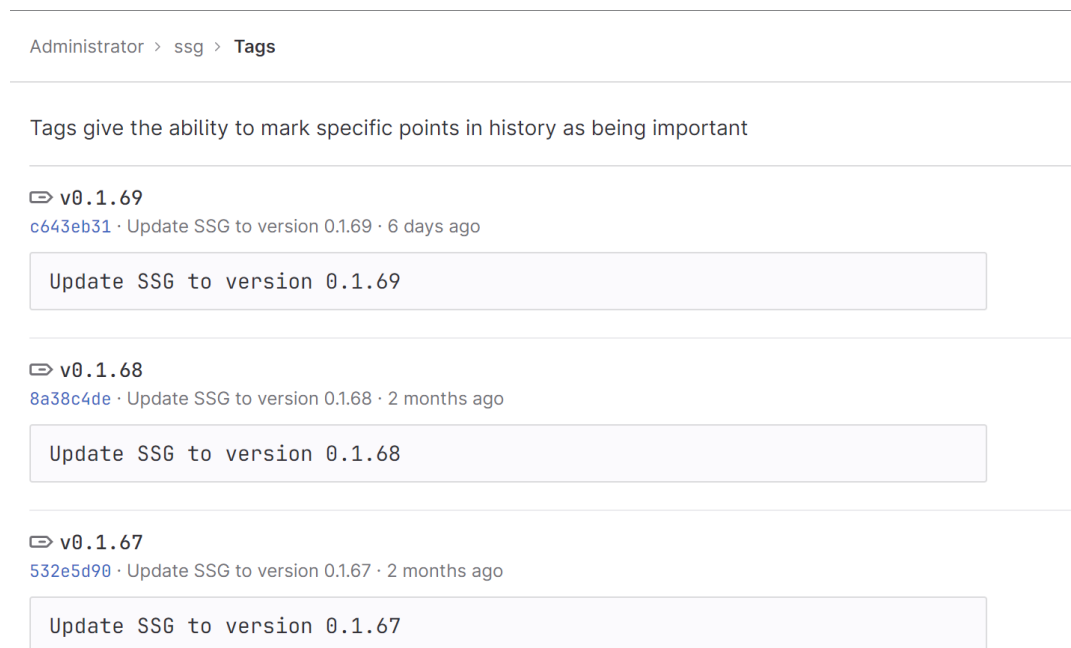 Administrator > ssg > Tags
Tags give the ability to mark specific points in history as being important
v0.1.69
c643eb31 · Update SSG to version 0.1.69 · 6 days ago
Update SSG to version 0.1.69
v0.1.68
8a38c4de · Update SSG to version 0.1.68 · 2 months ago
Update SSG to version 0.1.68
v0.1.67
532e5d90 · Update SSG to version 0.1.67 · 2 months ago
Update SSG to version 0.1.67